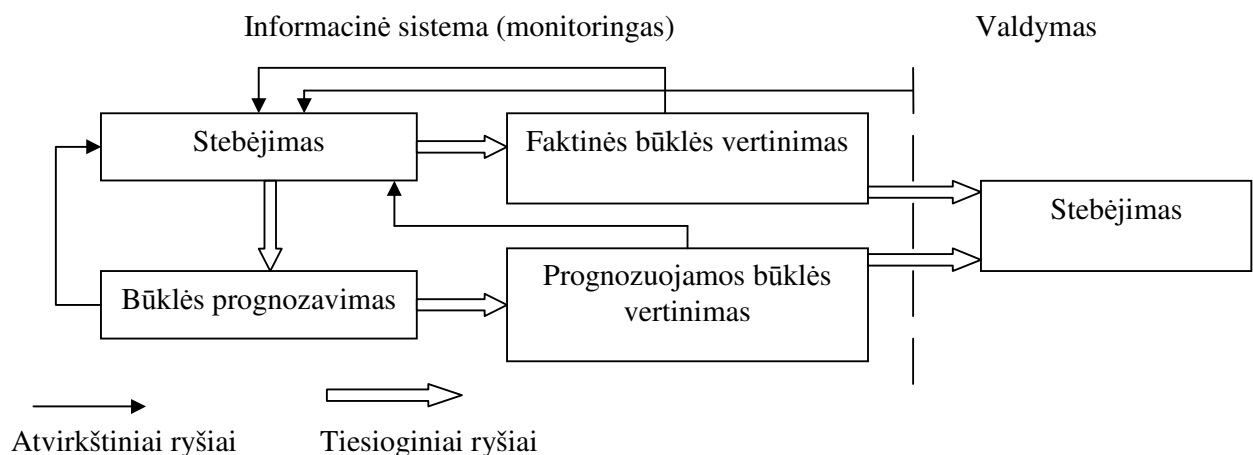 Informacinė sistema (monitoringas)
Valdymas
Stebėjimas
Faktinės būklės vertinimas
Stebėjimas
Būklės prognozavimas
Prognozuojamos būklės
vertinimas
Atvirkštiniai ryšiai
Tiesioginiai ryšiai